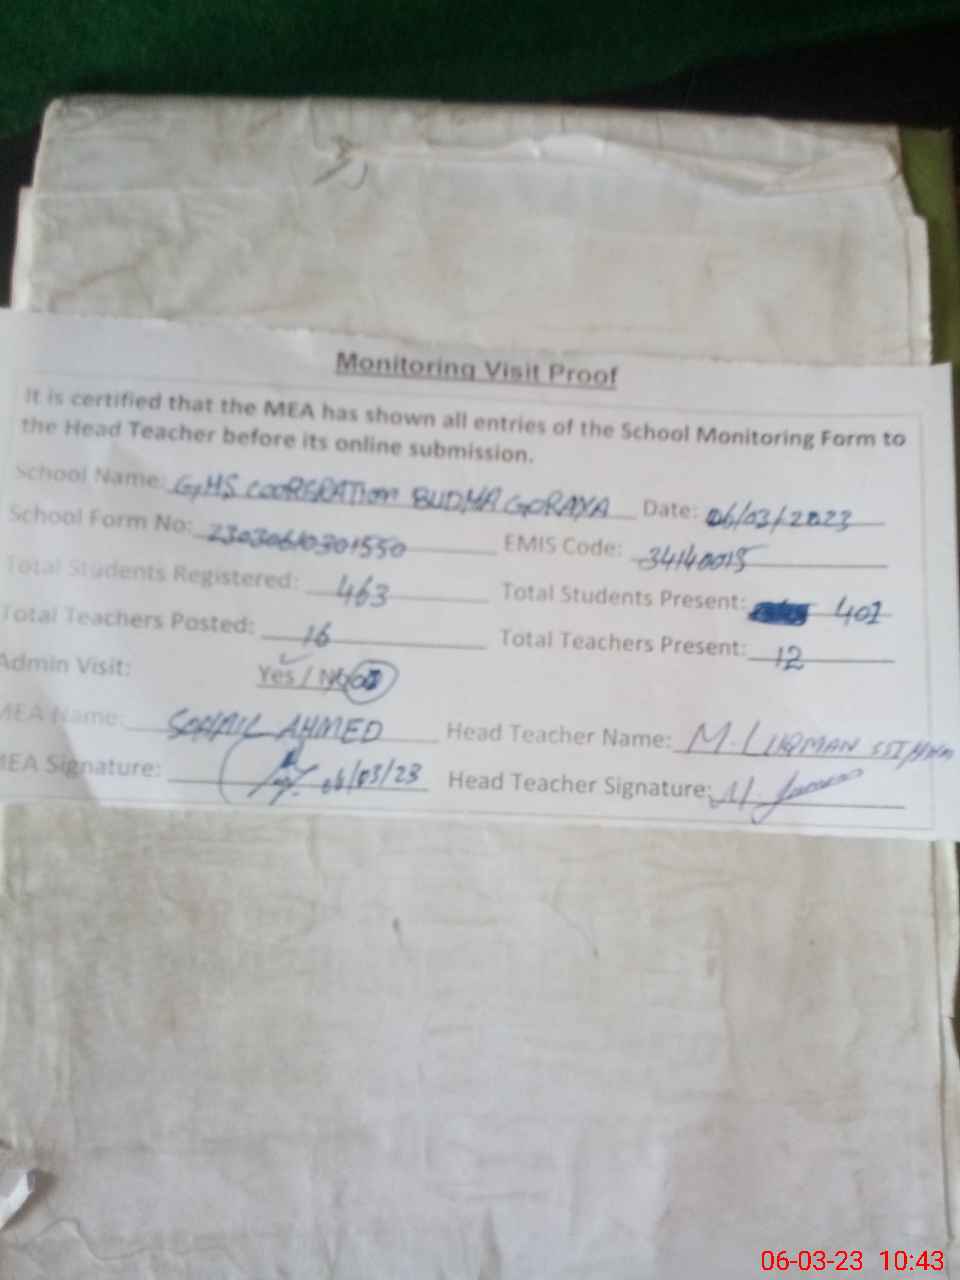 Monitoring Visit Proof
It is certified that the MEA has shown all entries of the School Monitoring Form to
the Head Teacher before its online submission.
School Name: GHS COORERATION BUDHA GORAYA Date: 06/03/2023
School Form No: EMIS Code: 34140015
Total Students Registered: 463 Total Students Present: 401
Total Teachers Posted: 16 Total Teachers Present: 12
Admin Visit: Yes / No
MEA Name: SOHAIL AHMED Head Teacher Name: M. LUQMAN
MEA Signature: 06/03/23 Head Teacher Signature:
06-03-23 10:43